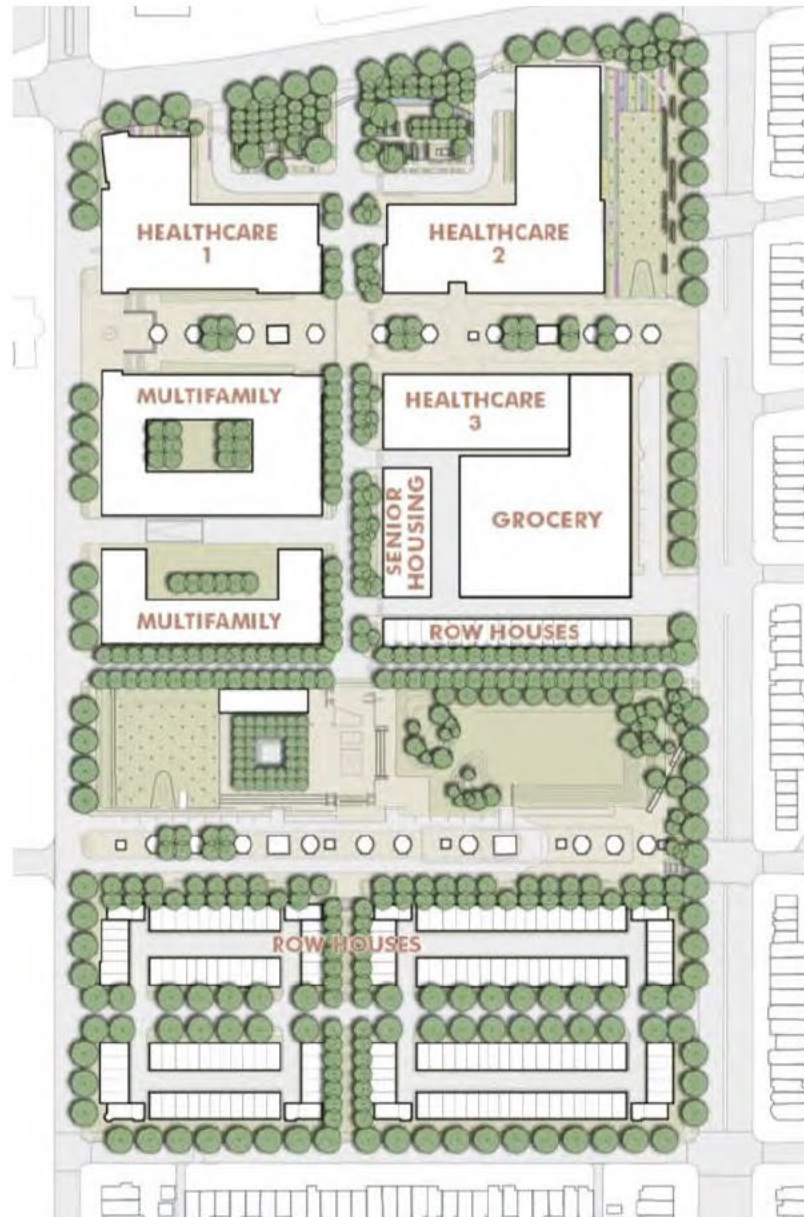 HEALTHCARE
1
HEALTHCARE
2
MULTIFAMILY
HEALTHCARE
3
SENIOR
HOUSING
GROCERY
MULTIFAMILY
ROW HOUSES
ROW HOUSES